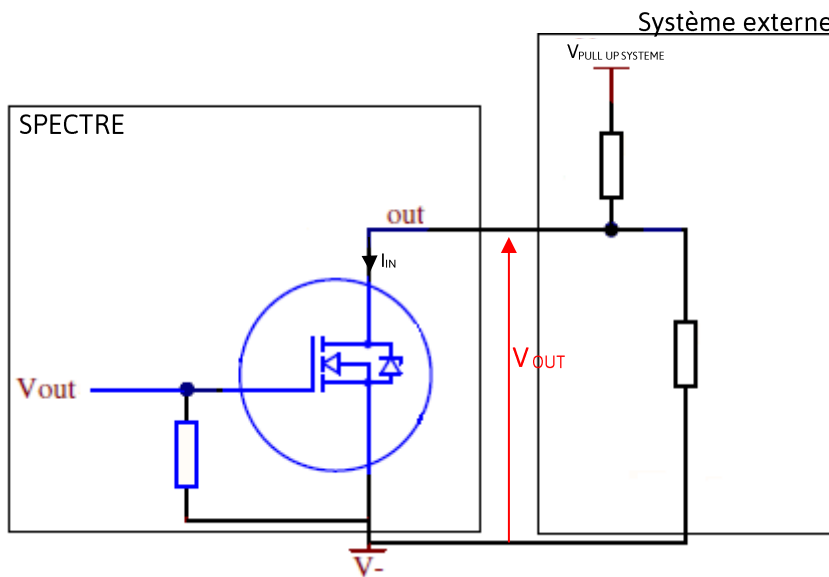 Système externe
VPULL UP SYSTEME
SPECTRE
out
IIN
VOUT
Vout
V-